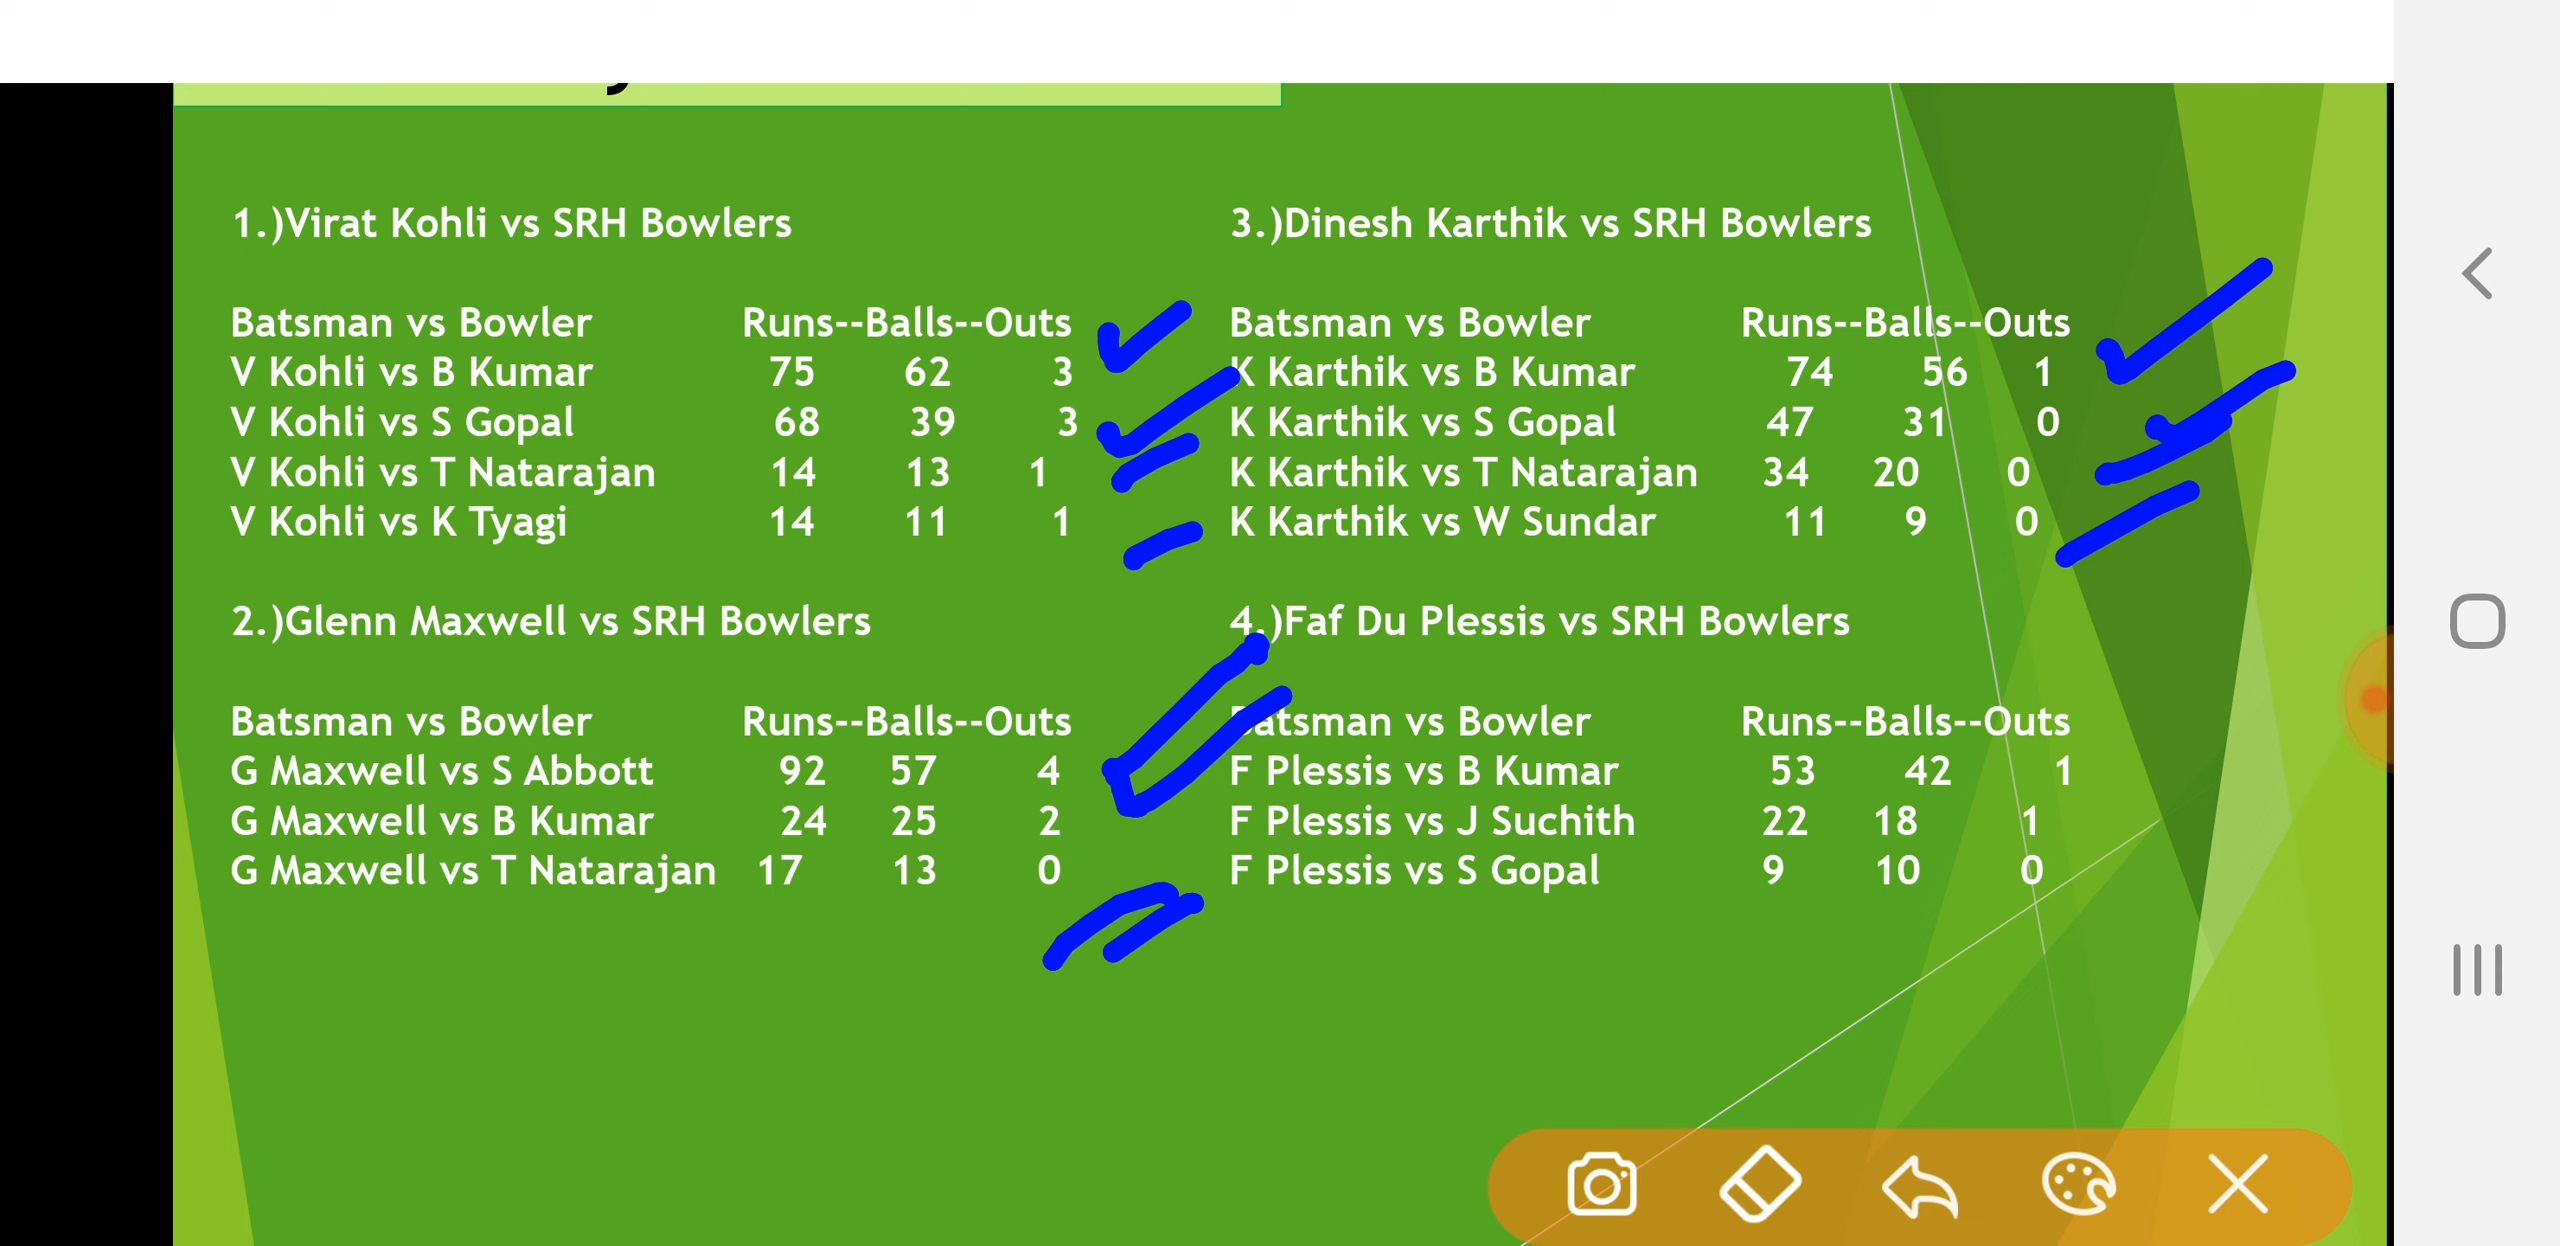 1.)Virat Kohli vs SRH Bowlers
Batsman vs Bowler Runs--Balls--Outs
V Kohli vs B Kumar 75 62 3
V Kohli vs S Gopal 68 39 3
V Kohli vs T Natarajan 14 13 1
V Kohli vs K Tyagi 14 11 1
2.)Glenn Maxwell vs SRH Bowlers
Batsman vs Bowler Runs--Balls--Outs
G Maxwell vs S Abbott 92 57 4
G Maxwell vs B Kumar 24 25 2
G Maxwell vs T Natarajan 17 13 0
3.)Dinesh Karthik vs SRH Bowlers
Batsman vs Bowler Runs--Balls--Outs
K Karthik vs B Kumar 74 56 1
K Karthik vs S Gopal 47 31 0
K Karthik vs T Natarajan 34 20 0
K Karthik vs W Sundar 11 9 0
4.)Faf Du Plessis vs SRH Bowlers
Batsman vs Bowler Runs--Balls--Outs
F Plessis vs B Kumar 53 42 1
F Plessis vs J Suchith 22 18 1
F Plessis vs S Gopal 9 10 0